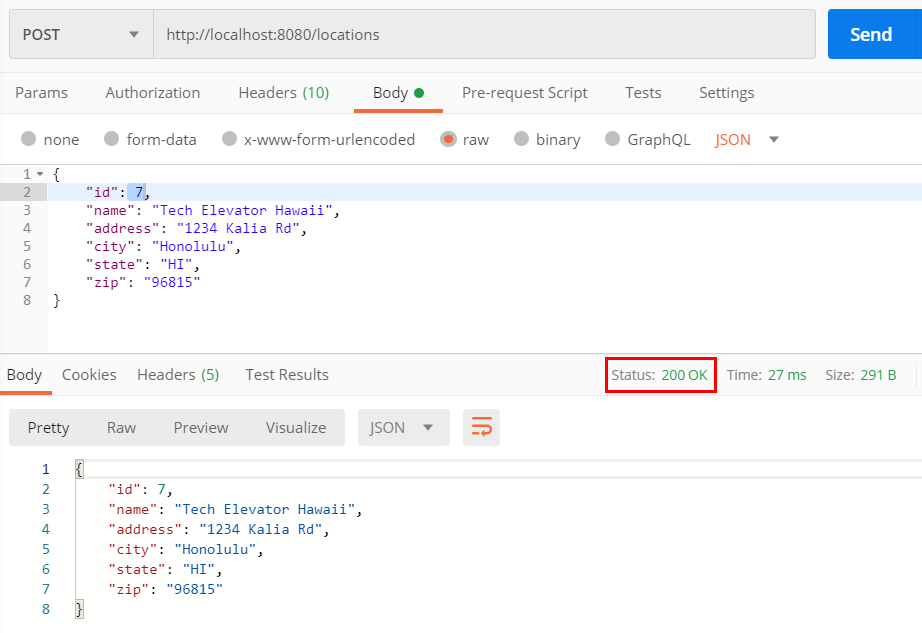 POST http://localhost:8080/locations Send
Params Authorization Headers (10) Body Pre-request Script Tests Settings
none form-data x-www-form-urlencoded raw binary GraphQL JSON
1 {
2 "id": 7,
3 "name": "Tech Elevator Hawaii",
4 "address": "1234 Kalia Rd",
5 "city": "Honolulu",
6 "state": "HI",
7 "zip": "96815"
8 }
Body Cookies Headers (5) Test Results Status: 200 OK Time: 27 ms Size: 291 B
Pretty Raw Preview Visualize JSON
1 {
2 "id": 7,
3 "name": "Tech Elevator Hawaii",
4 "address": "1234 Kalia Rd",
5 "city": "Honolulu",
6 "state": "HI",
7 "zip": "96815"
8 }